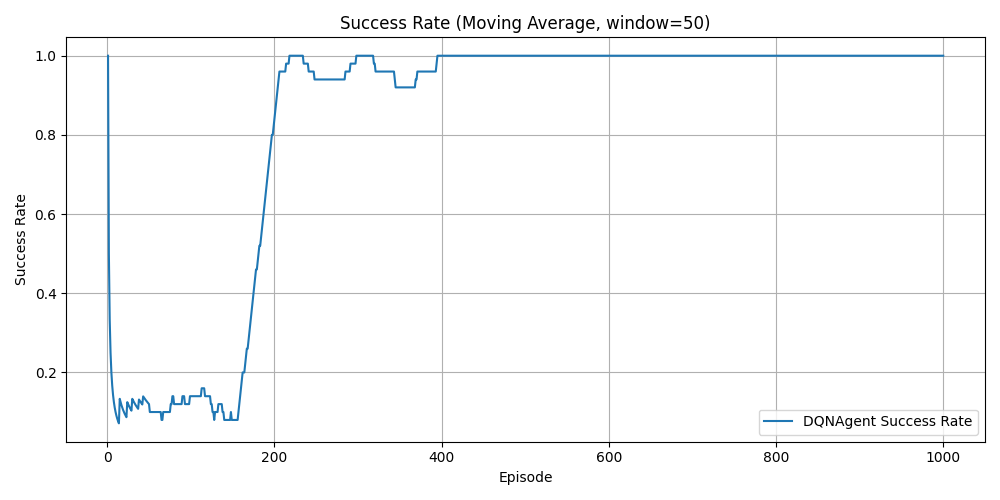 Success Rate (Moving Average, window=50)
1.0
0.8
0.6
0.4
0.2
Success Rate
DQNAgent Success Rate
0 200 400 600 800 1000
Episode